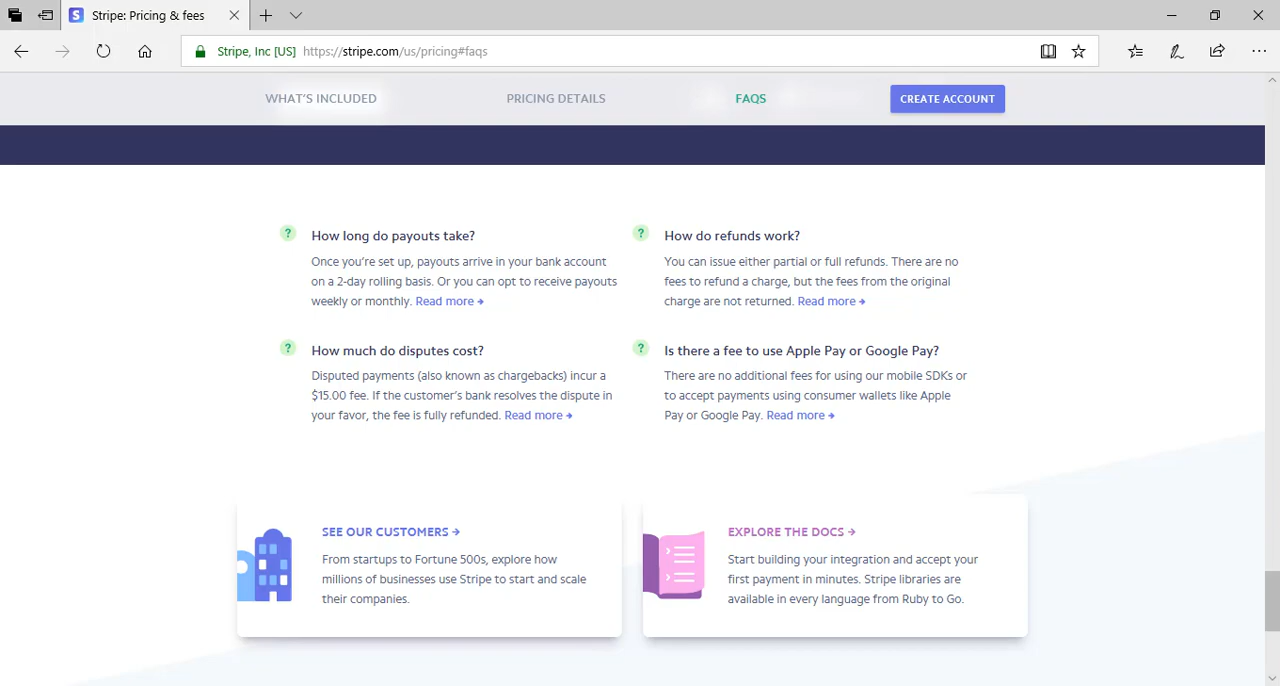 Stripe: Pricing & fees
Stripe, Inc [US] https://stripe.com/us/pricing#faqs
WHAT'S INCLUDED
PRICING DETAILS
FAQS
CREATE ACCOUNT
? How long do payouts take?
Once you're set up, payouts arrive in your bank account
on a 2-day rolling basis. Or you can opt to receive payouts
weekly or monthly. Read more →
? How do refunds work?
You can issue either partial or full refunds. There are no
fees to refund a charge, but the fees from the original
charge are not returned. Read more →
? How much do disputes cost?
Disputed payments (also known as chargebacks) incur a
$15.00 fee. If the customer's bank resolves the dispute in
your favor, the fee is fully refunded. Read more →
? Is there a fee to use Apple Pay or Google Pay?
There are no additional fees for using our mobile SDKs or
to accept payments using consumer wallets like Apple
Pay or Google Pay. Read more →
SEE OUR CUSTOMERS →
From startups to Fortune 500s, explore how
millions of businesses use Stripe to start and scale
their companies.
EXPLORE THE DOCS →
Start building your integration and accept your
first payment in minutes. Stripe libraries are
available in every language from Ruby to Go.